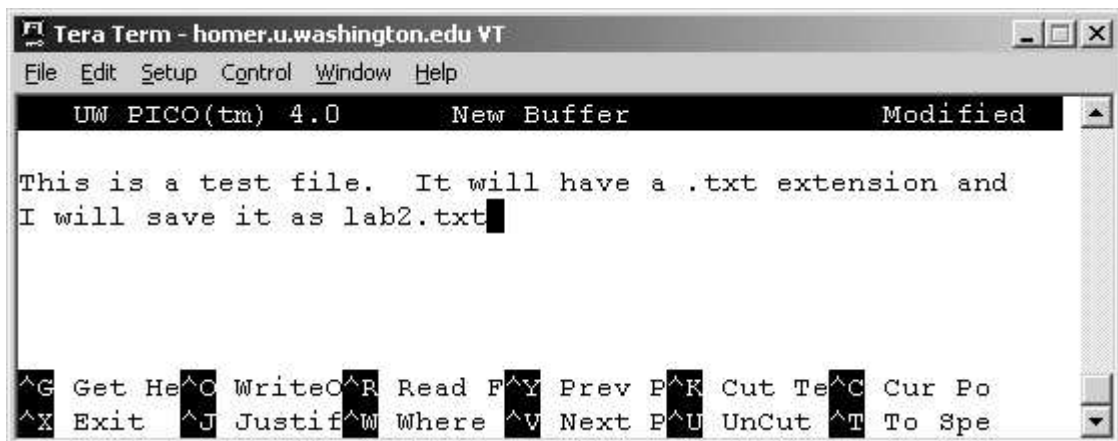 Tera Term - homer.u.washington.edu VT
File Edit Setup Control Window Help
UW PICO(tm) 4.0 New Buffer Modified
This is a test file. It will have a .txt extension and
I will save it as lab2.txt
^G Get He^O WriteO^R Read F^Y Prev P^K Cut Te^C Cur Po
^X Exit ^J Justif^W Where ^V Next P^U UnCut ^T To Spe